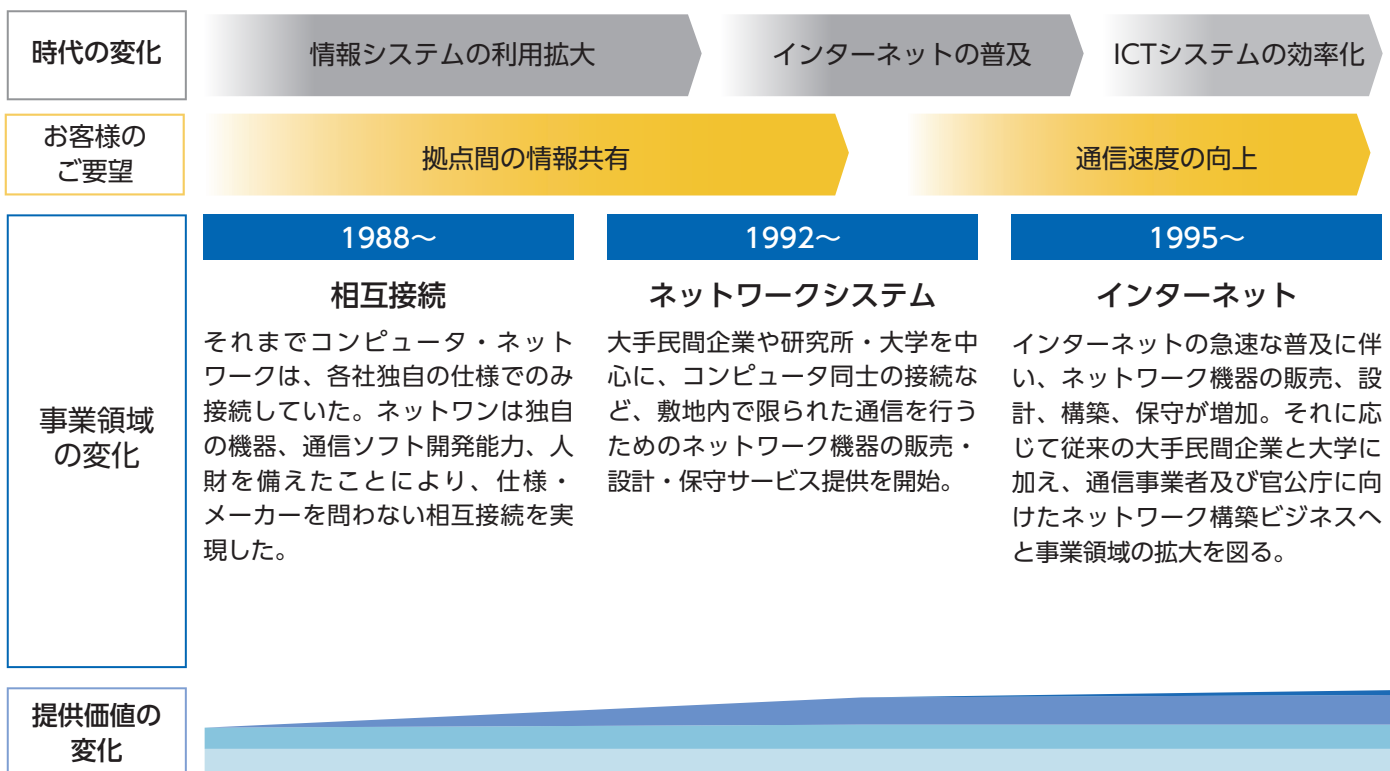 時代の変化
情報システムの利用拡大
インターネットの普及
ICTシステムの効率化
お客様の
ご要望
拠点間の情報共有
通信速度の向上
事業領域
の変化
1988～
相互接続
それまでコンピュータ・ネット
ワークは、各社独自の仕様でのみ
接続していた。ネットワンは独自
の機器、通信ソフト開発能力、人
財を備えたことにより、仕様・
メーカーを問わない相互接続を実
現した。
1992～
ネットワークシステム
大手民間企業や研究所・大学を中
心に、コンピュータ同士の接続な
ど、敷地内で限られた通信を行う
ためのネットワーク機器の販売・
設計・保守サービス提供を開始。
1995～
インターネット
インターネットの急速な普及に伴
い、ネットワーク機器の販売、設
計、構築、保守が増加。それに応
じて従来の大手民間企業と大学に
加え、通信事業者及び官公庁に向
けたネットワーク構築ビジネスへ
と事業領域の拡大を図る。
提供価値の
変化